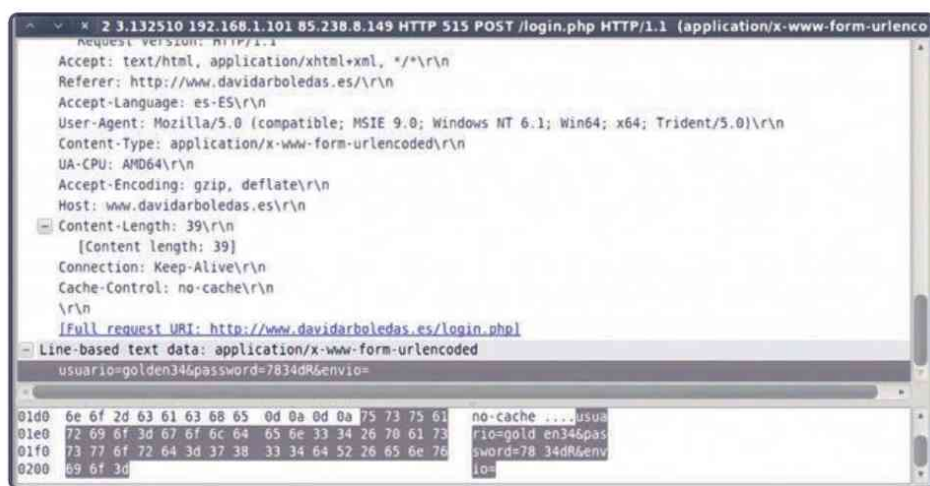 2 3.132510 192.168.1.101 85.238.8.149 HTTP 515 POST /login.php HTTP/1.1 (application/x-www-form-urlenco
Request Version: HTTP/1.1
Accept: text/html, application/xhtml+xml, */*\r\n
Referer: http://www.davidarboledas.es/\r\n
Accept-Language: es-ES\r\n
User-Agent: Mozilla/5.0 (compatible; MSIE 9.0; Windows NT 6.1; Win64; x64; Trident/5.0)\r\n
Content-Type: application/x-www-form-urlencoded\r\n
UA-CPU: AMD64\r\n
Accept-Encoding: gzip, deflate\r\n
Host: www.davidarboledas.es\r\n
Content-Length: 39\r\n
[Content length: 39]
Connection: Keep-Alive\r\n
Cache-Control: no-cache\r\n
\r\n
[Full request URI: http://www.davidarboledas.es/login.php]
Line-based text data: application/x-www-form-urlencoded
usuario=golden34&password=7834dR&envio=
01d0 6e 6f 2d 63 61 63 68 65 0d 0a 0d 0a 75 73 75 61 no-cache ....usua
01e0 72 69 6f 3d 67 6f 6c 64 65 6e 33 34 26 70 61 73 rio=gold en34&pas
01f0 73 77 6f 72 64 3d 37 38 33 34 64 52 26 65 6e 76 sword=78 34dR&env
0200 69 6f 3d io=